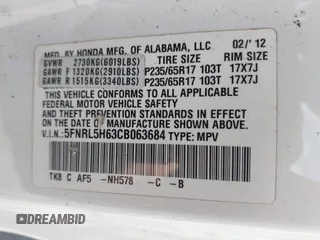 MFD. BY HONDA MFG. OF ALABAMA, LLC 02/'12
GVWR 2730KG(6019LBS) TIRE SIZE RIM SIZE
GAWR F 1320KG(2910LBS) P235/65R17 103T 17X7J
GAWR R 1515KG(3340LBS) P235/65R17 103T 17X7J
THIS VEHICLE CONFORMS TO ALL APPLICABLE
FEDERAL MOTOR VEHICLE SAFETY AND THEFT
PREVENTION STANDARDS IN EFFECT ON THE DATE
OF MANUFACTURE SHOWN ABOVE.
V.I.N.: 5FNRL5H63CB063684 TYPE: MPV
TK8 C AF5 -NH578 -C -B
DREAMBID